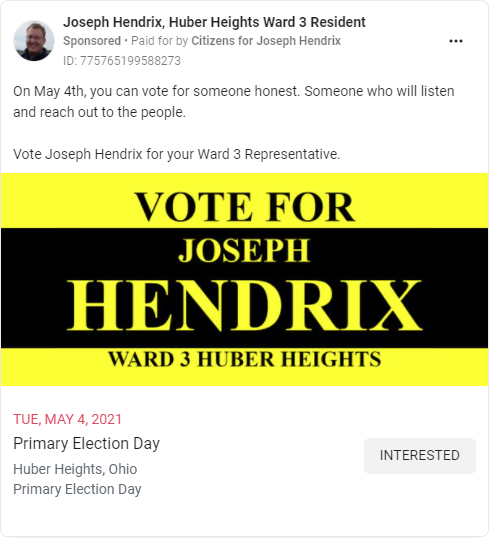 Joseph Hendrix, Huber Heights Ward 3 Resident
Sponsored • Paid for by Citizens for Joseph Hendrix
ID: 775765199588273
On May 4th, you can vote for someone honest. Someone who will listen
and reach out to the people.
Vote Joseph Hendrix for your Ward 3 Representative.
VOTE FOR
JOSEPH
HENDRIX
WARD 3 HUBER HEIGHTS
TUE, MAY 4, 2021
Primary Election Day
Huber Heights, Ohio
Primary Election Day
INTERESTED